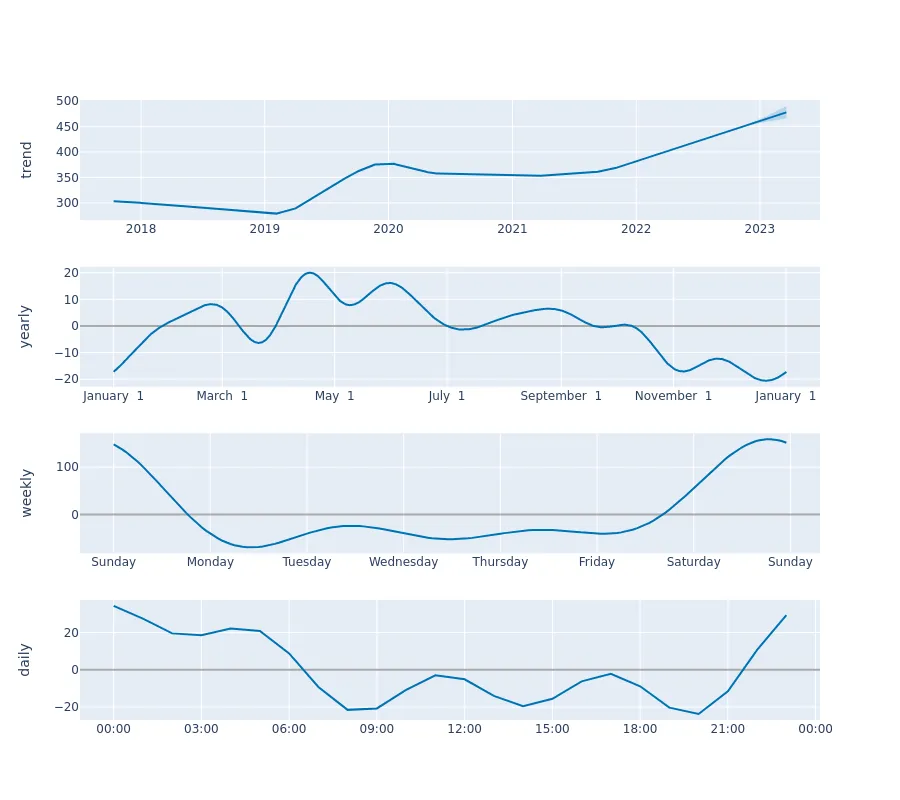 500
450
400
350
300
trend
2018 2019 2020 2021 2022 2023
20
10
0
−10
−20
yearly
January 1 March 1 May 1 July 1 September 1 November 1 January 1
100
0
weekly
Sunday Monday Tuesday Wednesday Thursday Friday Saturday Sunday
20
0
−20
daily
00:00 03:00 06:00 09:00 12:00 15:00 18:00 21:00 00:00